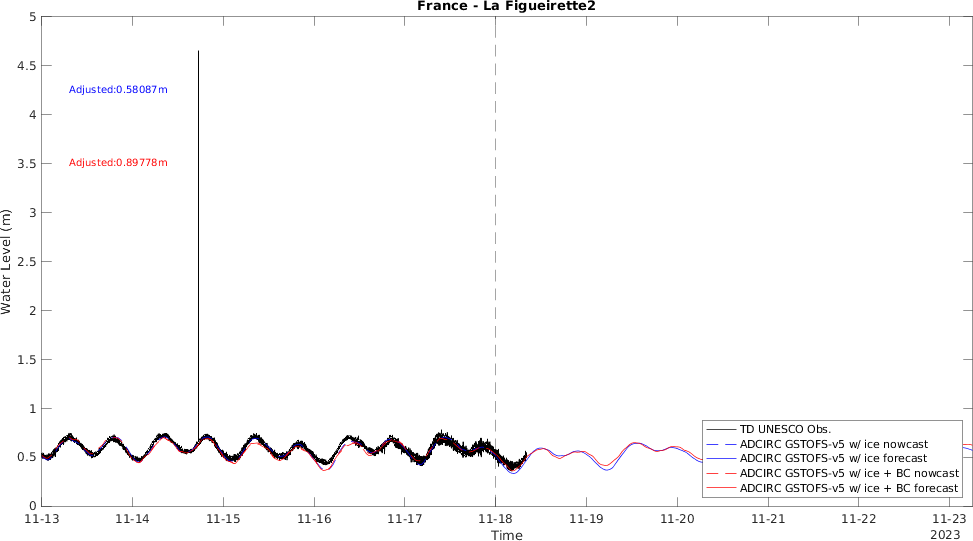 France - La Figueirette2
5
4.5
4
3.5
3
2.5
2
1.5
1
0.5
0
Water Level (m)
Adjusted:0.58087m
Adjusted:0.89778m
TD UNESCO Obs.
ADCIRC GSTOFS-v5 w/ ice nowcast
ADCIRC GSTOFS-v5 w/ ice forecast
ADCIRC GSTOFS-v5 w/ ice + BC nowcast
ADCIRC GSTOFS-v5 w/ ice + BC forecast
11-13 11-14 11-15 11-16 11-17 11-18 11-19 11-20 11-21 11-22 11-23
Time
2023